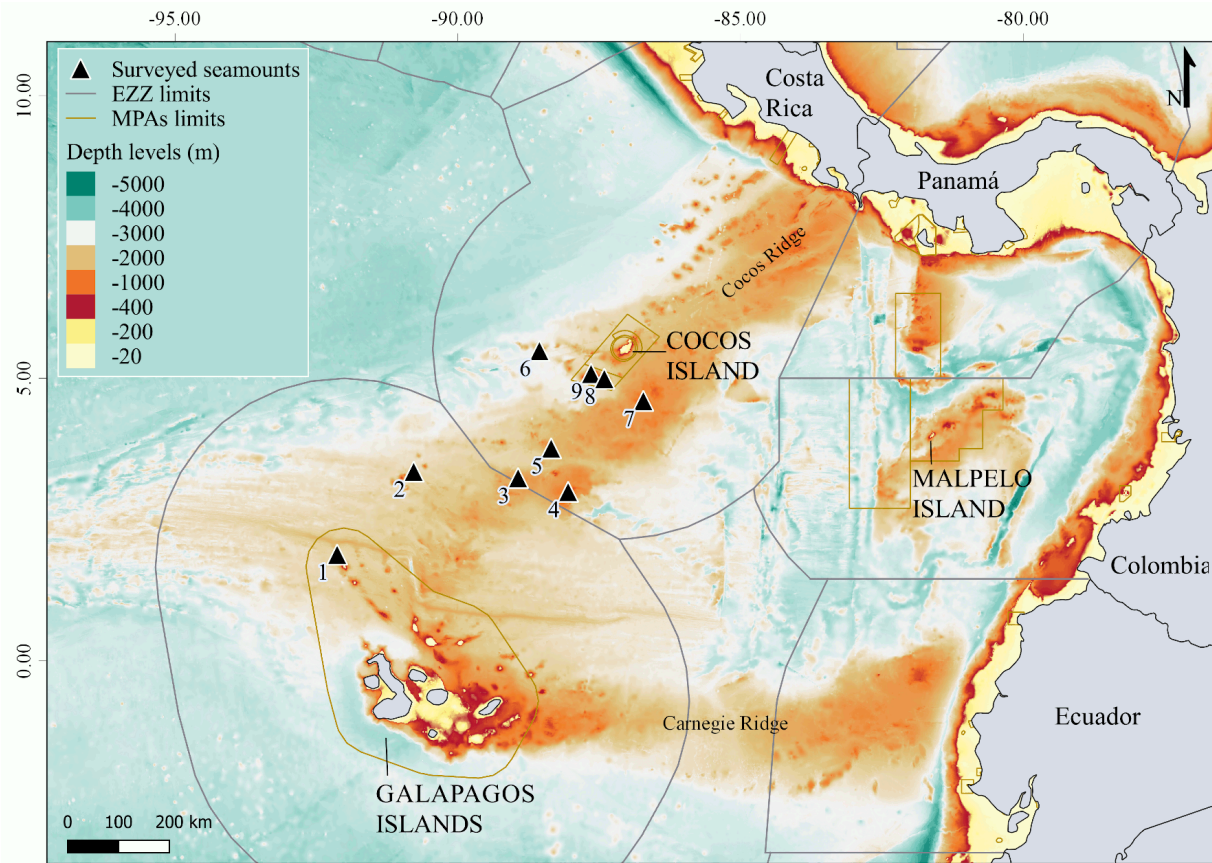 -95.00 -90.00 -85.00 -80.00
10.00
5.00
0.00
Surveyed seamounts
EZZ limits
MPAs limits
Depth levels (m)
-5000
-4000
-3000
-2000
-1000
-400
-200
-20
N
Costa
Rica
Panamá
Cocos Ridge
COCOS
ISLAND
6
9
8
7
5
2
3
4
1
MALPELO
ISLAND
Colombia
Carnegie Ridge
Ecuador
GALAPAGOS
ISLANDS
0 100 200 km